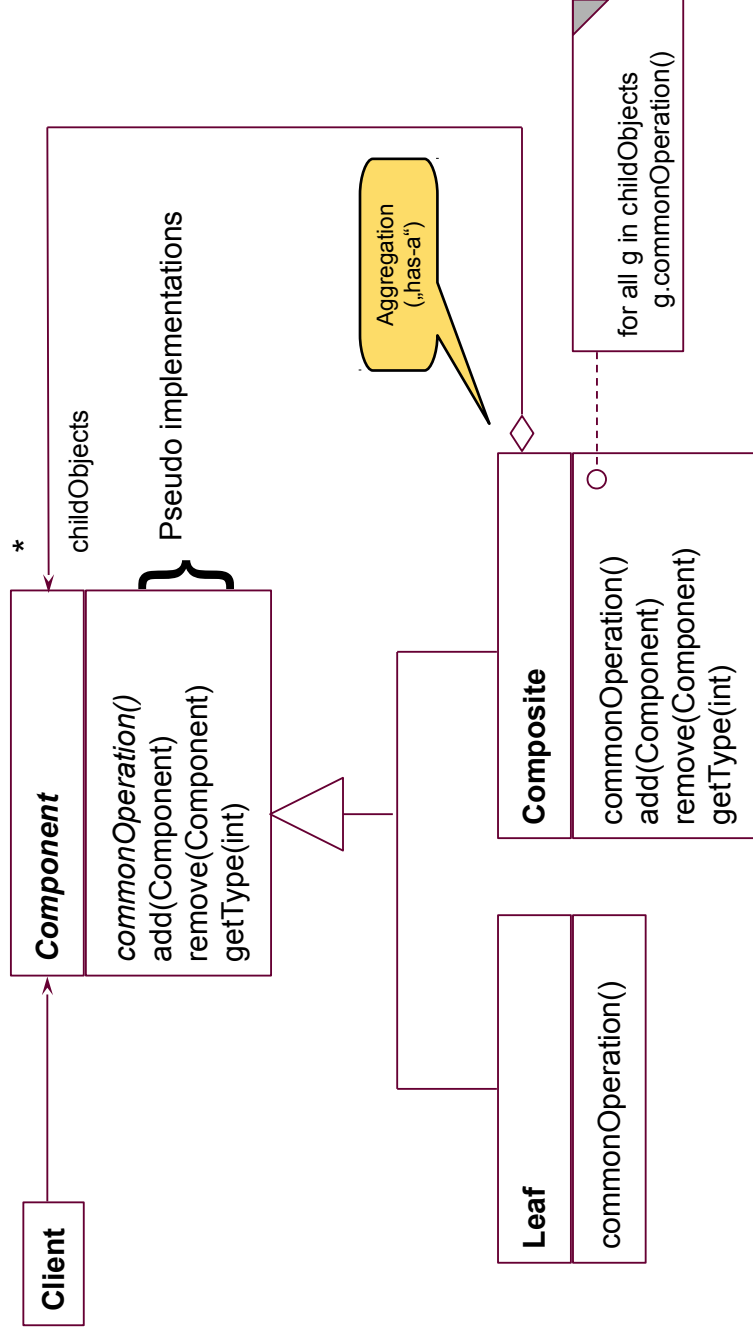 Client
Component
commonOperation()
add(Component)
remove(Component)
getType(int)
*
childObjects
Pseudo implementations
Aggregation
(„has-a“)
Leaf
commonOperation()
Composite
commonOperation()
add(Component)
remove(Component)
getType(int)
for all g in childObjects
g.commonOperation()